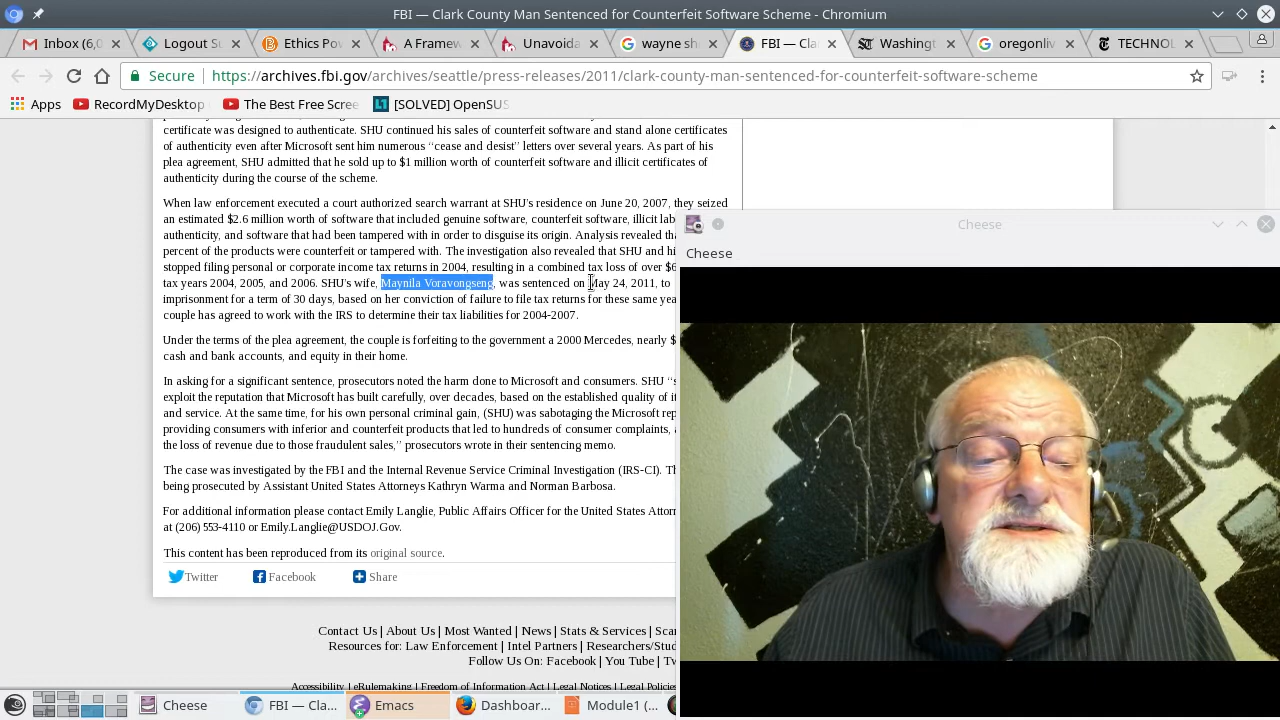 FBI — Clark County Man Sentenced for Counterfeit Software Scheme - Chromium
Inbox (6,0
Logout Su
Ethics Po
A Framew
Unavoida
wayne sh
FBI — Cla
Washingt
oregonliv
TECHNOL
Secure
https://archives.fbi.gov/archives/seattle/press-releases/2011/clark-county-man-sentenced-for-counterfeit-software-scheme
Apps
RecordMyDesktop
The Best Free Scree
[SOLVED] OpenSUS
certificate was designed to authenticate. SHU continued his sales of counterfeit software and stand alone certificates
of authenticity even after Microsoft sent him numerous “cease and desist” letters over several years. As part of his
plea agreement, SHU admitted that he sold up to $1 million worth of counterfeit software and illicit certificates of
authenticity during the course of the scheme.
When law enforcement executed a court authorized search warrant at SHU’s residence on June 20, 2007, they seized
an estimated $2.6 million worth of software that included genuine software, counterfeit software, illicit lab
authenticity, and software that had been tampered with in order to disguise its origin. Analysis revealed tha
percent of the products were counterfeit or tampered with. The investigation also revealed that SHU and hi
stopped filing personal or corporate income tax returns in 2004, resulting in a combined tax loss of over $6
tax years 2004, 2005, and 2006. SHU’s wife, Maynila Voravongseng, was sentenced on May 24, 2011, to
imprisonment for a term of 30 days, based on her conviction of failure to file tax returns for these same yea
couple has agreed to work with the IRS to determine their tax liabilities for 2004-2007.
Under the terms of the plea agreement, the couple is forfeiting to the government a 2000 Mercedes, nearly $
cash and bank accounts, and equity in their home.
In asking for a significant sentence, prosecutors noted the harm done to Microsoft and consumers. SHU “s
exploit the reputation that Microsoft has built carefully, over decades, based on the established quality of it
and service. At the same time, for his own personal criminal gain, (SHU) was sabotaging the Microsoft rep
providing consumers with inferior and counterfeit products that led to hundreds of consumer complaints, a
the loss of revenue due to those fraudulent sales,” prosecutors wrote in their sentencing memo.
The case was investigated by the FBI and the Internal Revenue Service Criminal Investigation (IRS-CI). Th
being prosecuted by Assistant United States Attorneys Kathryn Warma and Norman Barbosa.
For additional information please contact Emily Langlie, Public Affairs Officer for the United States Attorn
at (206) 553-4110 or Emily.Langlie@USDOJ.Gov.
This content has been reproduced from its original source.
Twitter
Facebook
Share
Contact Us | About Us | Most Wanted | News | Stats & Services | Scar
Resources for: Law Enforcement | Intel Partners | Researchers/Stud
Follow Us On: Facebook | You Tube | Tw
Accessibility | eRulemaking | Freedom of Information Act | Legal Notices | Legal Policies
Cheese
Cheese
Cheese
FBI — Cla...
Emacs
Dashboar...
Module1 (...